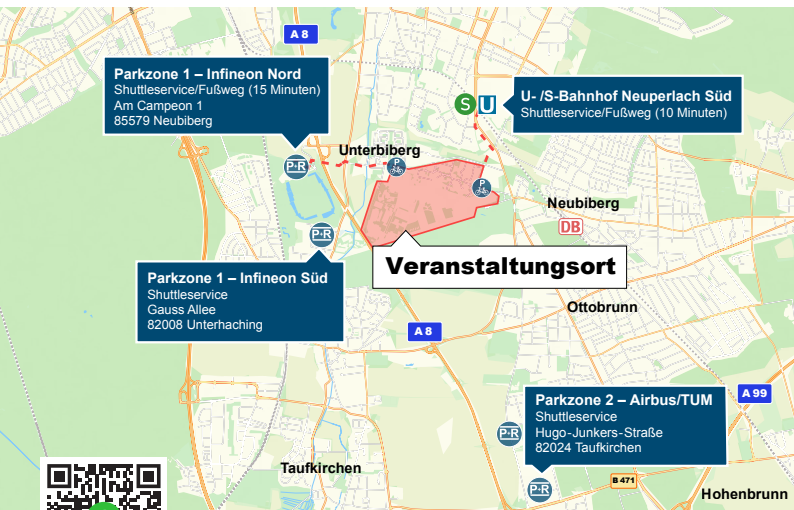 A 8
Parkzone 1 – Infineon Nord
Shuttleservice/Fußweg (15 Minuten)
Am Campeon 1
85579 Neubiberg
U- /S-Bahnhof Neuperlach Süd
Shuttleservice/Fußweg (10 Minuten)
S
U
Unterbiberg
P+R
P
P
Neubiberg
DB
P+R
Veranstaltungsort
Parkzone 1 – Infineon Süd
Shuttleservice
Gauss Allee
82008 Unterhaching
Ottobrunn
A 8
A 99
Parkzone 2 – Airbus/TUM
Shuttleservice
Hugo-Junkers-Straße
82024 Taufkirchen
P+R
Taufkirchen
P+R
B 471
Hohenbrunn